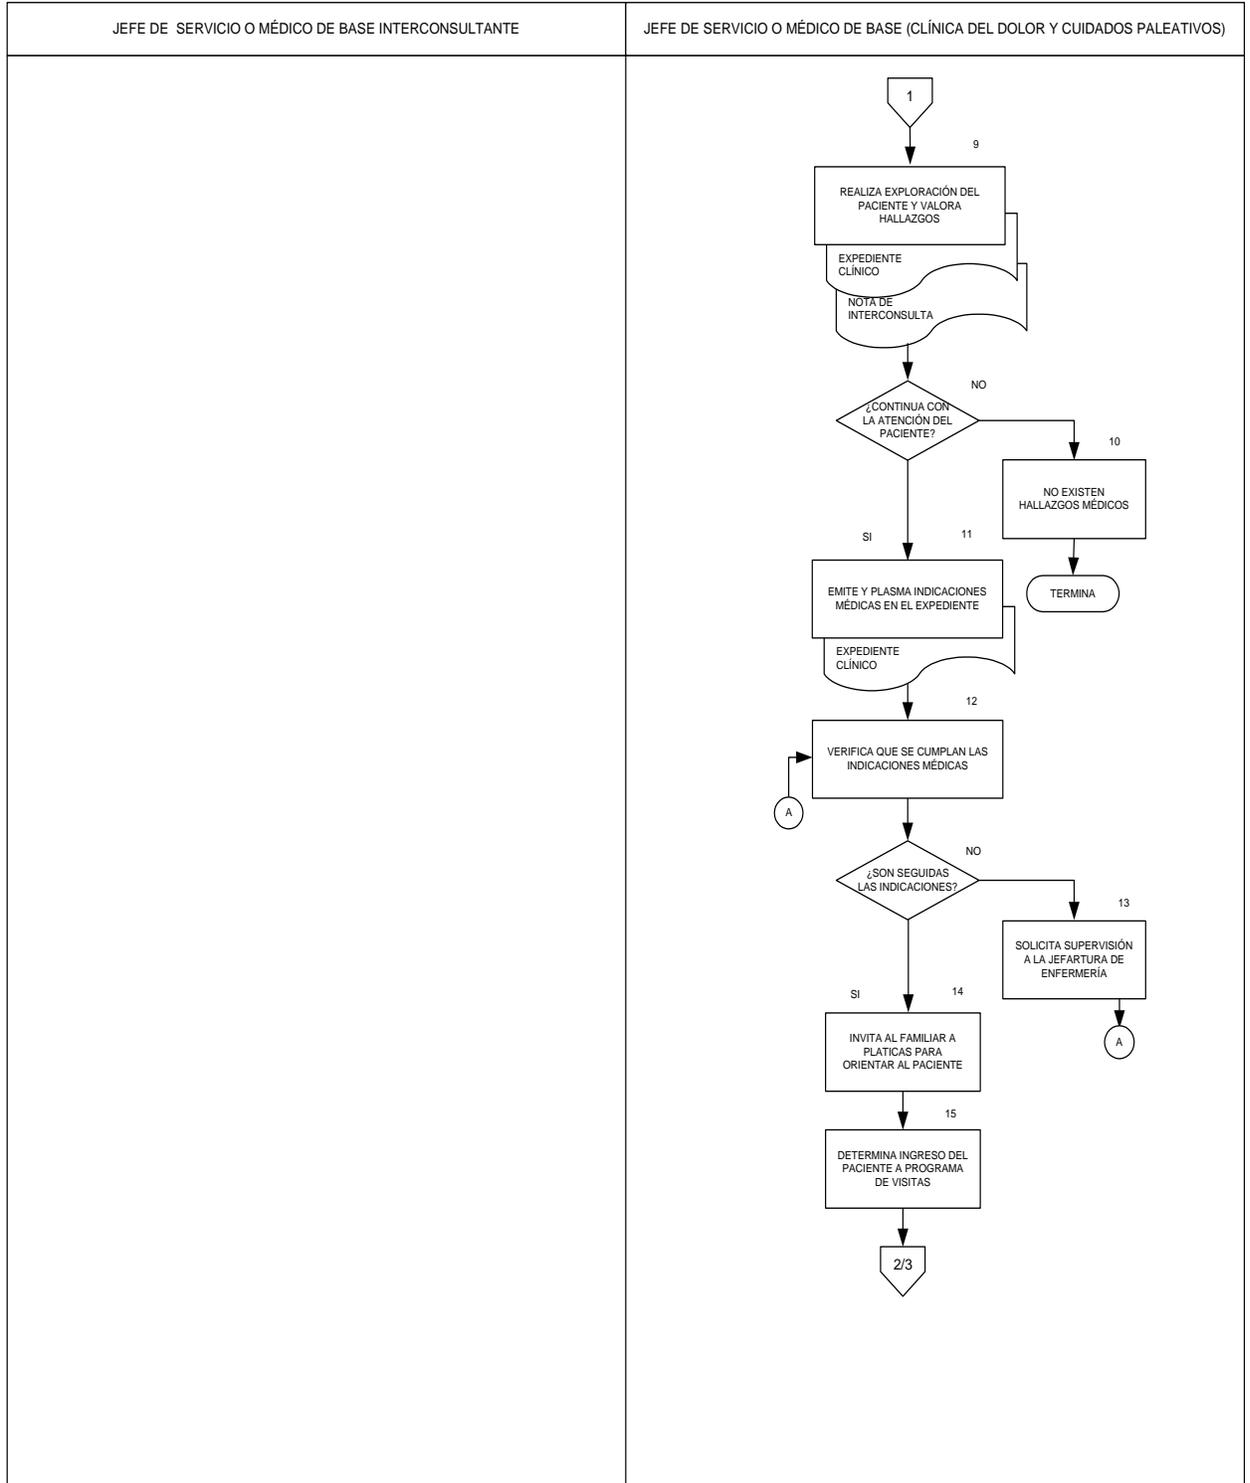 JEFE DE SERVICIO O MÉDICO DE BASE INTERCONSULTANTE
JEFE DE SERVICIO O MÉDICO DE BASE (CLÍNICA DEL DOLOR Y CUIDADOS PALEATIVOS)
1
9
REALIZA EXPLORACIÓN DEL
PACIENTE Y VALORA
HALLAZGOS
EXPEDIENTE
CLÍNICO
NOTA DE
INTERCONSULTA
NO
¿CONTINUA CON
LA ATENCIÓN DEL
PACIENTE?
10
NO EXISTEN
HALLAZGOS MÉDICOS
TERMINA
SI
11
EMITE Y PLASMA INDICACIONES
MÉDICAS EN EL EXPEDIENTE
EXPEDIENTE
CLÍNICO
12
VERIFICA QUE SE CUMPLAN LAS
INDICACIONES MÉDICAS
A
NO
¿SON SEGUIDAS
LAS INDICACIONES?
13
SOLICITA SUPERVISIÓN
A LA JEFARTURA DE
ENFERMERÍA
A
SI
14
INVITA AL FAMILIAR A
PLATICAS PARA
ORIENTAR AL PACIENTE
15
DETERMINA INGRESO DEL
PACIENTE A PROGRAMA
DE VISITAS
2/3